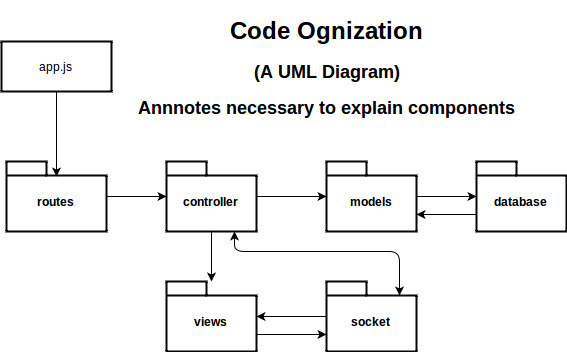 Code Ognization
(A UML Diagram)
Annnotes necessary to explain components
app.js
routes
controller
models
database
views
socket